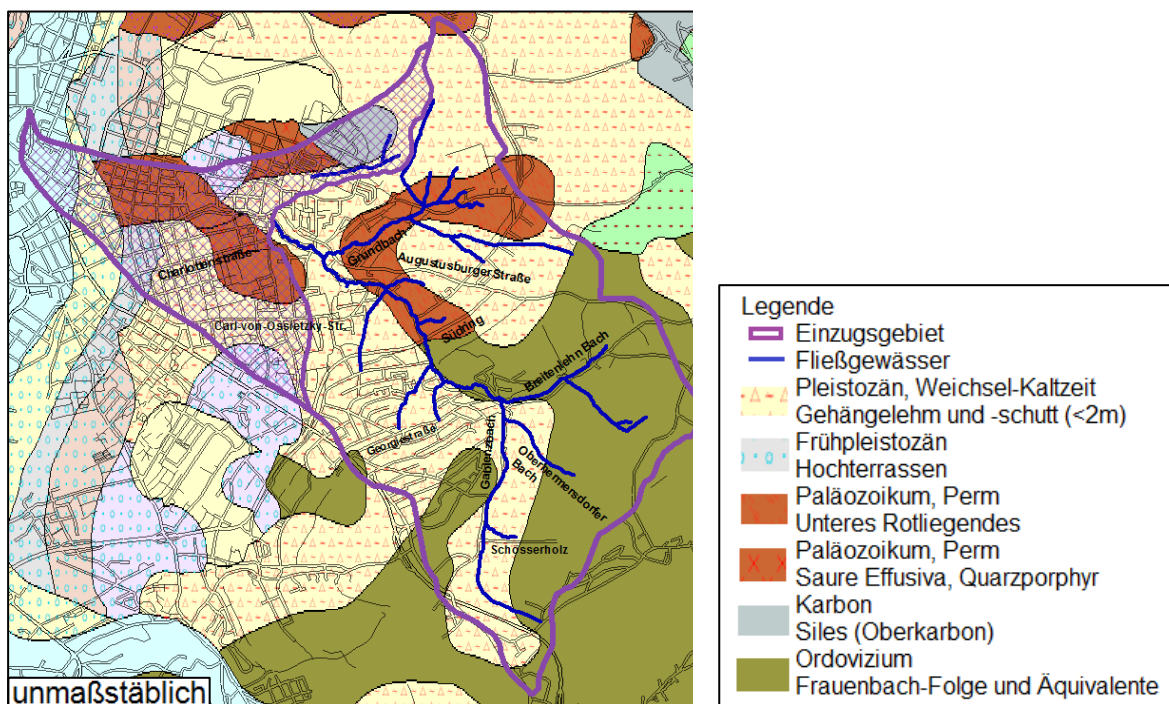 Grundbach
Charlottenstraße
AugustusburgerStraße
Carl-von-Ossietzky-Str.
Südring
Breitenlehn Bach
Georgistraße
Gablenzbach
Oberhermersdorfer
Bach
Schösserholz
unmaßstäblich
Legende
Einzugsgebiet
Fließgewässer
Pleistozän, Weichsel-Kaltzeit
Gehängelehm und -schutt (<2m)
Frühpleistozän
Hochterrassen
Paläozoikum, Perm
Unteres Rotliegendes
Paläozoikum, Perm
Saure Effusiva, Quarzporphyr
Karbon
Siles (Oberkarbon)
Ordovizium
Frauenbach-Folge und Äquivalente